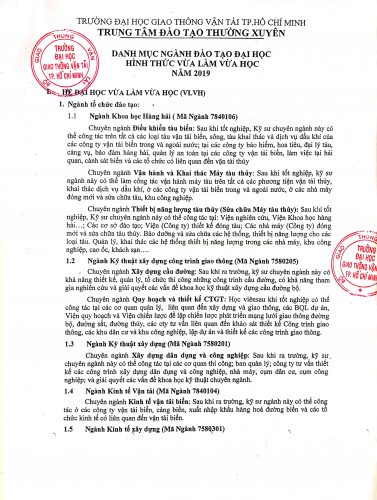 TRƯỜNG ĐẠI HỌC GIAO THÔNG VẬN TẢI TP.HỒ CHÍ MINH
TRUNG TÂM ĐÀO TẠO THƯỜNG XUYÊN
DANH MỤC NGÀNH ĐÀO TẠO ĐẠI HỌC
HÌNH THỨC VỪA LÀM VỪA HỌC
NĂM 2019
TRƯỜNG
ĐẠI HỌC
GIAO THÔNG VẬN TẢI
TP. HỒ CHÍ MINH
I. HỆ ĐẠI HỌC VỪA LÀM VỪA HỌC (VLVH)
1. Ngành tổ chức đào tạo:
1.1 Ngành Khoa học Hàng hải ( Mã Ngành 7840106)
Chuyên ngành Điều khiển tàu biển: Sau khi tốt nghiệp, Kỹ sư chuyên ngành này có
thể công tác trên tất cả các loại tàu vận tải biển, sông, tàu khai thác và dịch vụ dầu khí của
các công ty vận tải biển trong và ngoài nước; tại các công ty bảo hiểm, hoa tiêu, đại lý tàu,
cảng vụ, bảo đảm hàng hải, quản lý an toàn tại các công ty vận tải biển, làm việc tại hải
quan, cảnh sát biển và các tổ chức có liên quan đến vận tải thủy
Chuyên ngành Vận hành và Khai thác Máy tàu thủy: Sau khi tốt nghiệp, kỹ sư
ngành này có thể làm công tác vận hành máy tàu trên tất cả các phương tiện vận tải thủy,
khai thác dịch vụ dầu khí, ở các công ty vận tải biển trong và ngoài nước, ở các nhà máy
đóng mới và sửa chữa tàu, khu công nghiệp.
Chuyên ngành Thiết bị năng lượng tàu thủy (Sửa chữa Máy tàu thủy): Sau khi tốt
nghiệp, Kỹ sư chuyên ngành này có thể công tác tại: Viện nghiên cứu, Viện Khoa học hàng
hải…; Các cơ sở đào tạo; Viện (Công ty) thiết kế đóng tàu; Các nhà máy (Công ty) đóng
mới và sửa chữa tàu thủy. Bảo dưỡng và sửa chữa các hệ thống, thiết bị năng lượng cho các
loại tàu. Quản lý, khai thác các hệ thống thiết bị năng lượng trong các nhà máy, khu công
nghiệp, cao ốc, khách sạn….
1.2 Ngành Kỹ thuật xây dựng công trình giao thông (Mã Ngành 7580205)
Chuyên ngành Xây dựng cầu đường: Sau khi ra trường, kỹ sư chuyên ngành này có
khả năng thiết kế, quản lý, tổ chức thi công những công trình cầu đường, có khả năng tham
gia nghiên cứu và giải quyết các vấn đề khoa học kỹ thuật xây dựng cầu đường bộ.
TRƯỜNG
ĐẠI HỌC
GIAO THÔNG VẬN TẢI
TP. HỒ CHÍ MINH
Chuyên ngành Quy hoạch và thiết kế CTGT: Học viên sau khi tốt nghiệp có thể
công tác tại các cơ quan quản lý, liên quan đến xây dựng và giao thông, các BQL dự án,
Viện quy hoạch và Viện chiến lược để lập chiến lược phát triển mạng lưới giao thông đường
bộ, đường sắt, đường thủy, các cty tư vấn liên quan đến khảo sát thiết kế Công trình giao
thông, các khu dân cư và khu công nghiệp, lập dự án và thiết kế các công trình giao thông.
1.3 Ngành Kỹ thuật xây dựng (Mã Ngành 7580201)
Chuyên ngành Xây dựng dân dụng và công nghiệp: Sau khi ra trường, kỹ sư
chuyên ngành này có thể công tác tại các cơ quan thi công; ban quản lý; công ty tư vấn thiết
kế các công trình xây dựng dân dụng và công nghiệp, nhà máy, cụm dân cư, cụm công
nghiệp; và giải quyết các vấn đề khoa học kỹ thuật chuyên ngành.
1.4 Ngành Kinh tế Vận tải (Mã Ngành 7840104)
Chuyên ngành Kinh tế vận tải biển: Sau khi ra trường, kỹ sư ngành này có thể công
tác ở các công ty vận tải biển, cảng biển, xuất nhập khẩu hàng hoá đường biển và các tổ
chức kinh tế có liên quan đến vận tải biển.
1.5 Ngành Kinh tế xây dựng (Mã Ngành 7580301)